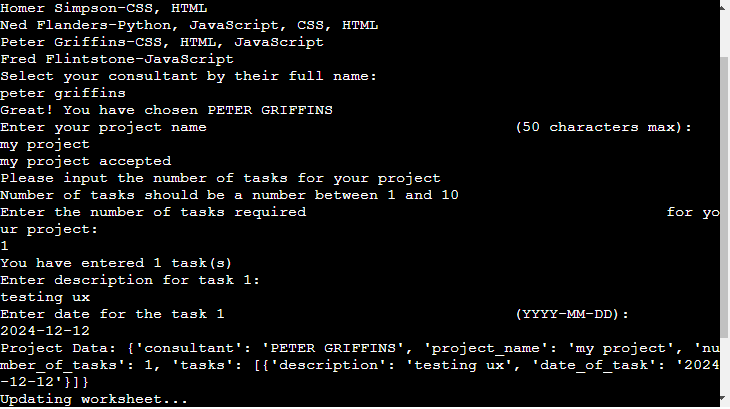 Homer Simpson-CSS, HTML
Ned Flanders-Python, JavaScript, CSS, HTML
Peter Griffins-CSS, HTML, JavaScript
Fred Flintstone-JavaScript
Select your consultant by their full name:
peter griffins
Great! You have chosen PETER GRIFFINS
Enter your project name                                  (50 characters max):
my project
my project accepted
Please input the number of tasks for your project
Number of tasks should be a number between 1 and 10
Enter the number of tasks required                                        for yo
ur project:
1
You have entered 1 task(s)
Enter description for task 1:
testing ux
Enter date for the task 1                                (YYYY-MM-DD):
2024-12-12
Project Data: {'consultant': 'PETER GRIFFINS', 'project_name': 'my project', 'nu
mber_of_tasks': 1, 'tasks': [{'description': 'testing ux', 'date_of_task': '2024
-12-12'}]}
Updating worksheet...